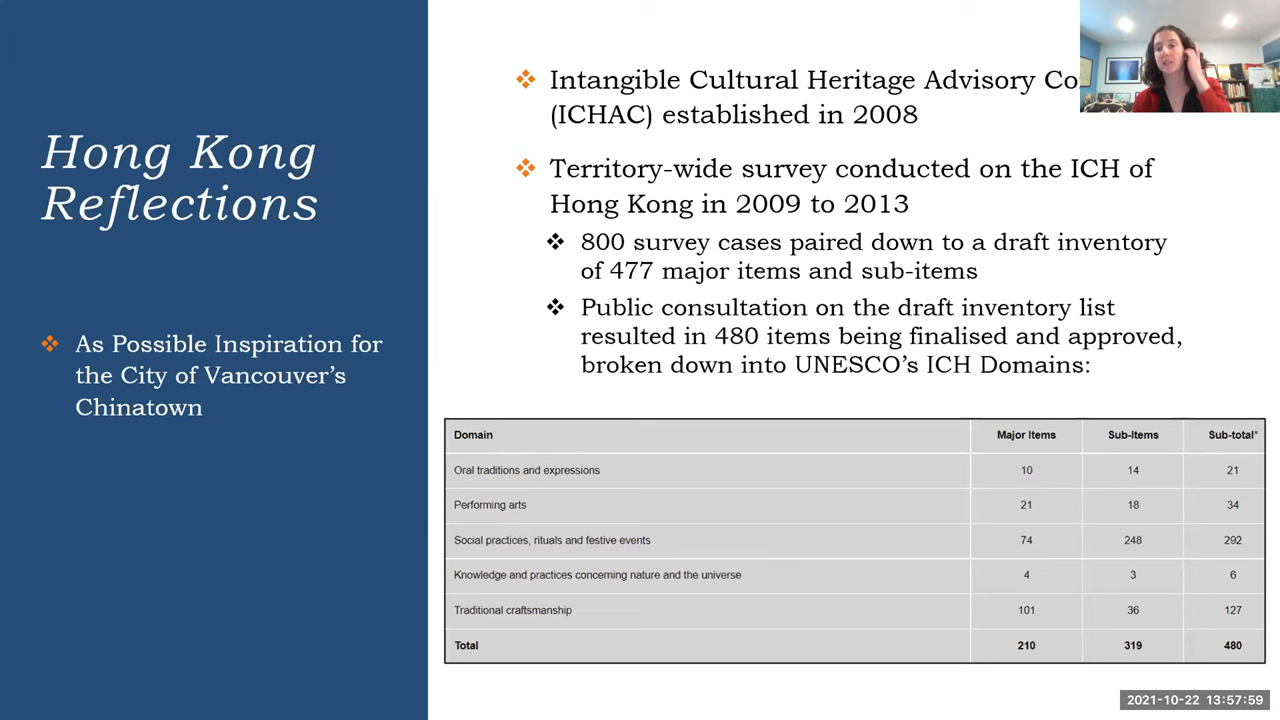 Hong Kong
Reflections
As Possible Inspiration for
the City of Vancouver's
Chinatown
Intangible Cultural Heritage Advisory
(ICHAC) established in 2008
Territory-wide survey conducted on the ICH of
Hong Kong in 2009 to 2013
800 survey cases paired down to a draft inventory
of 477 major items and sub-items
Public consultation on the draft inventory list
resulted in 480 items being finalised and approved,
broken down into UNESCO's ICH Domains:
Domain Major Items Sub-Items Sub-total*
Oral traditions and expressions 10 14 21
Performing arts 21 18 34
Social practices, rituals and festive events 74 248 292
Knowledge and practices concerning nature and the universe 4 3 6
Traditional craftsmanship 101 36 127
Total 210 319 480
2021-10-22 13:57:59